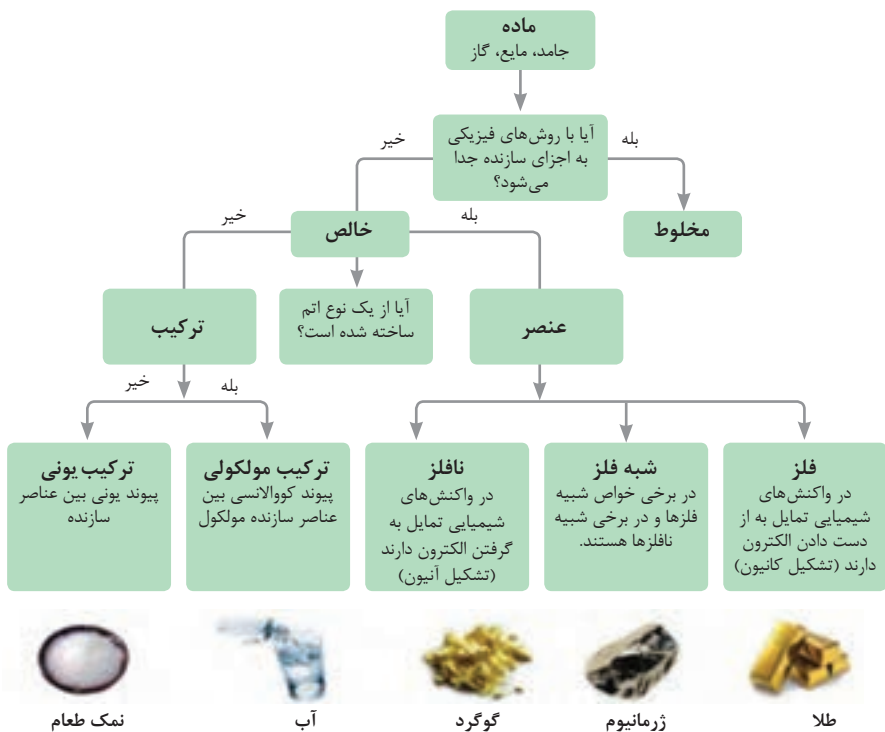 ماده
جامد، مایع، گاز
آیا با روش‌های فیزیکی
به اجزای سازنده جدا
می‌شود؟
بله
خیر
مخلوط
خالص
بله
خیر
آیا از یک نوع اتم
ساخته شده است؟
عنصر
ترکیب
بله
خیر
فلز
در واکنش‌های
شیمیایی تمایل به از
دست دادن الکترون
دارند (تشکیل کاتیون)
شبه فلز
در برخی خواص شبیه
فلزها و در برخی شبیه
نافلزها هستند.
نافلز
در واکنش‌های
شیمیایی تمایل به
گرفتن الکترون دارند
(تشکیل آنیون)
ترکیب مولکولی
پیوند کووالانسی بین
عناصر سازنده مولکول
ترکیب یونی
پیوند یونی بین عناصر
سازنده
طلا
ژرمانیوم
گوگرد
آب
نمک طعام